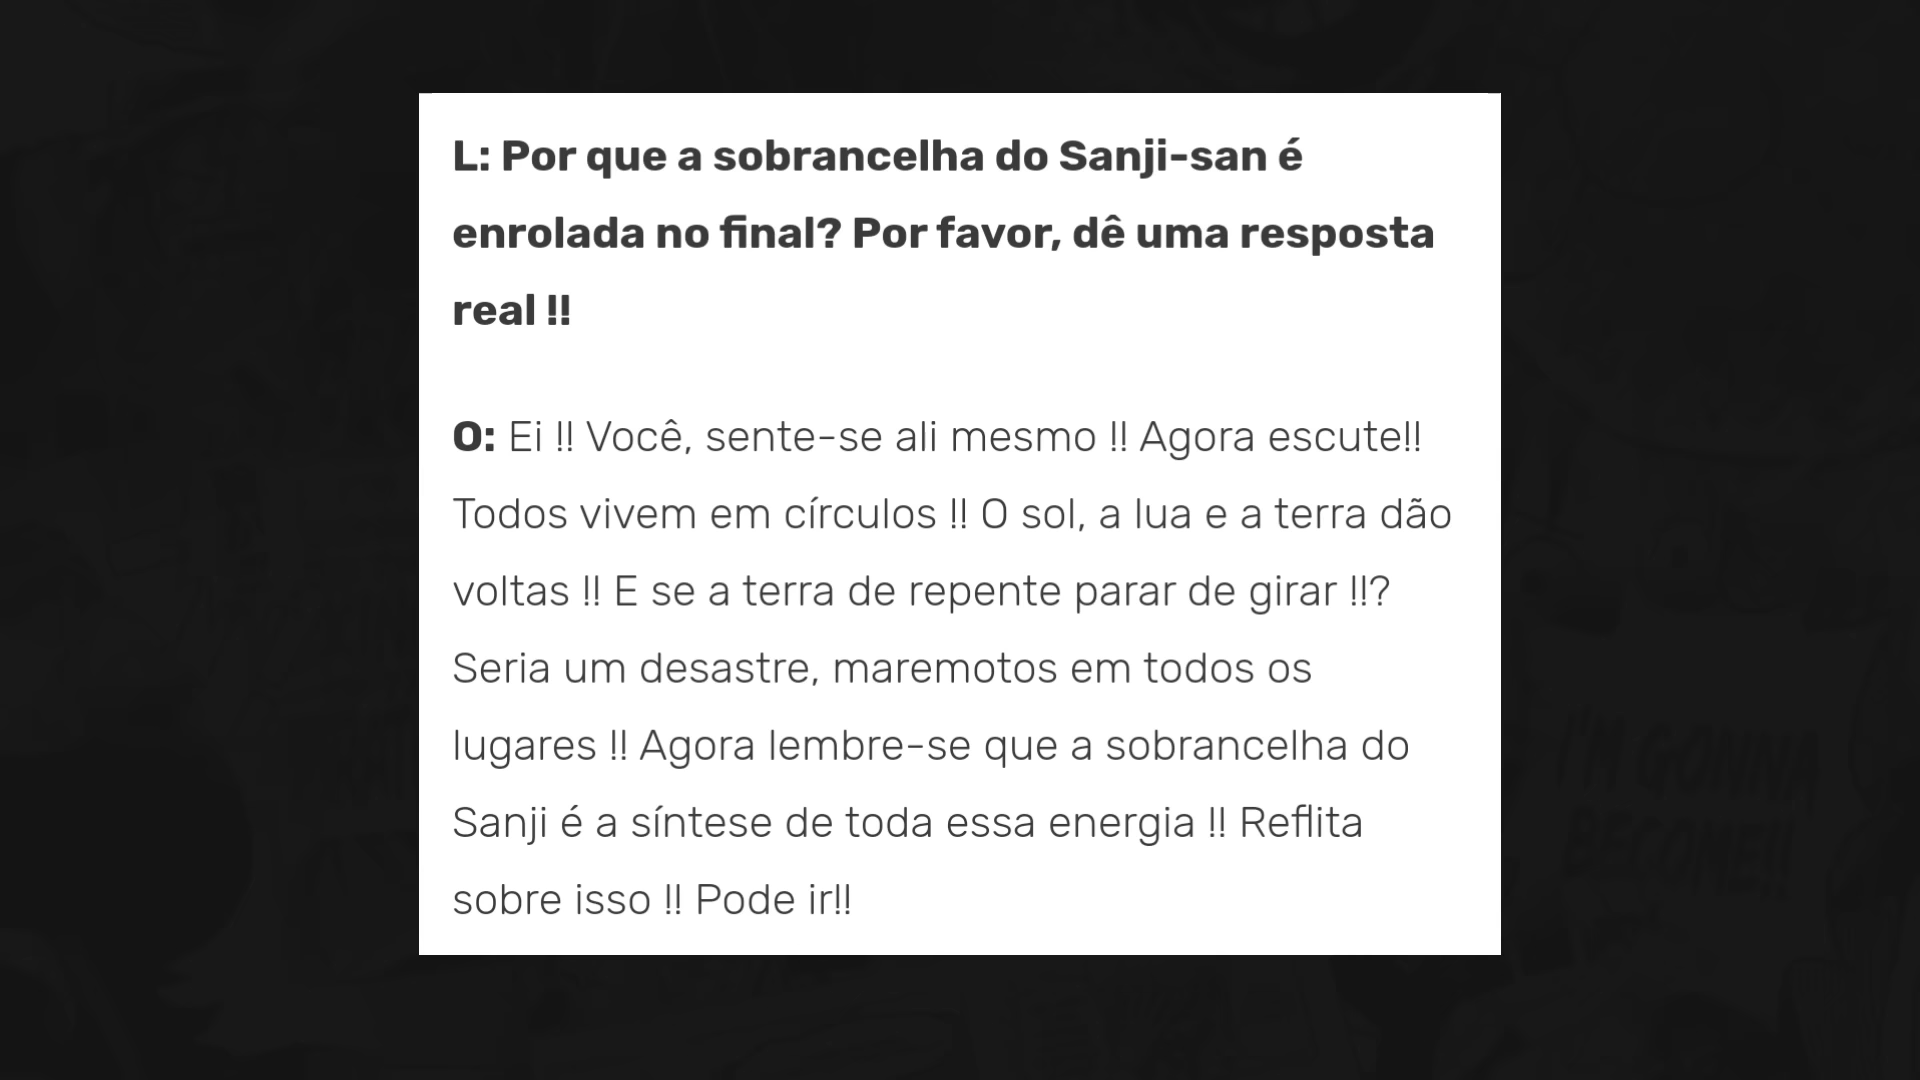 L: Por que a sobrancelha do Sanji-san é
enrolada no final? Por favor, dê uma resposta
real !!
O: Ei !! Você, sente-se ali mesmo !! Agora escute!!
Todos vivem em círculos !! O sol, a lua e a terra dão
voltas !! E se a terra de repente parar de girar !!?
Seria um desastre, maremotos em todos os
lugares !! Agora lembre-se que a sobrancelha do
Sanji é a síntese de toda essa energia !! Reflita
sobre isso !! Pode ir!!
I'M GONNA
BECOME!!